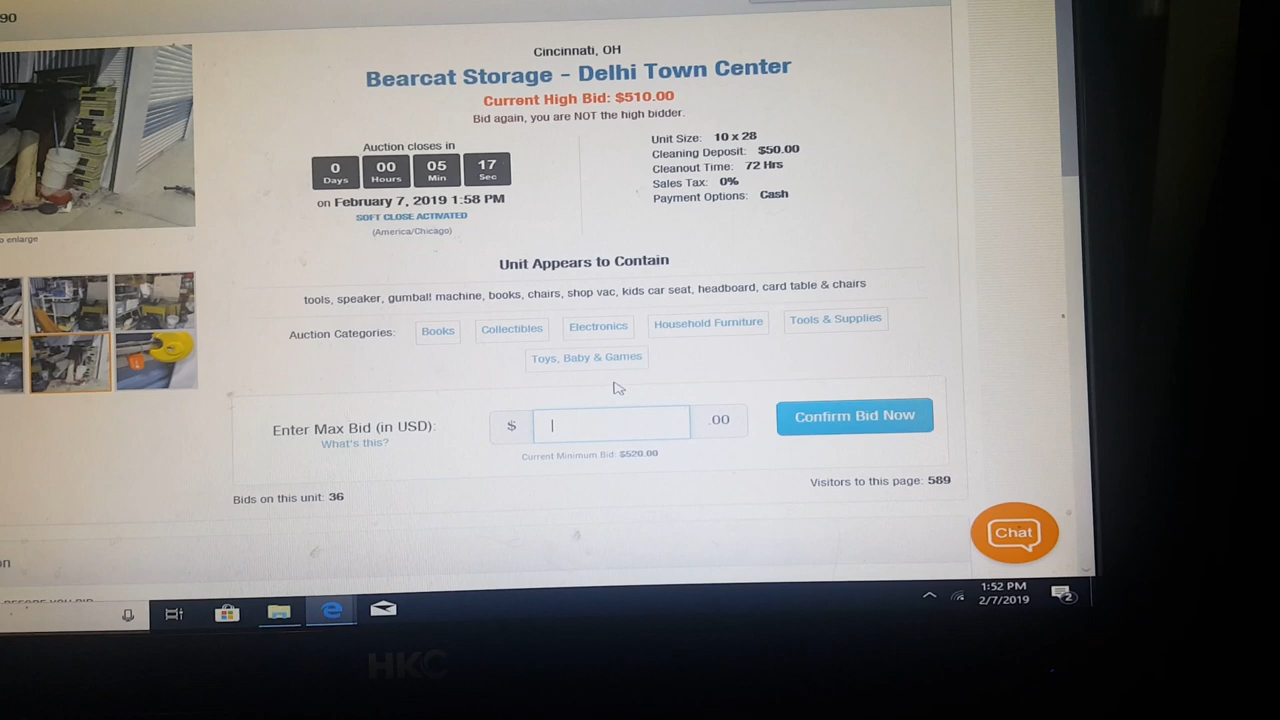 90
Cincinnati, OH
Bearcat Storage - Delhi Town Center
Current High Bid: $510.00
Bid again, you are NOT the high bidder.
Auction closes in
0 00 05 17
Days Hours Min Sec
on February 7, 2019 1:58 PM
SOFT CLOSE ACTIVATED
(America/Chicago)
Unit Size: 10 x 28
Cleaning Deposit: $50.00
Cleanout Time: 72 Hrs
Sales Tax: 0%
Payment Options: Cash
o enlarge
Unit Appears to Contain
tools, speaker, gumball machine, books, chairs, shop vac, kids car seat, headboard, card table & chairs
Auction Categories: Books Collectibles Electronics Household Furniture Tools & Supplies
Toys, Baby & Games
Enter Max Bid (in USD): $ .00 Confirm Bid Now
What's this?
Current Minimum Bid: $520.00
Bids on this unit: 36
Visitors to this page: 589
Chat
on
1:52 PM
2/7/2019
2
HKC